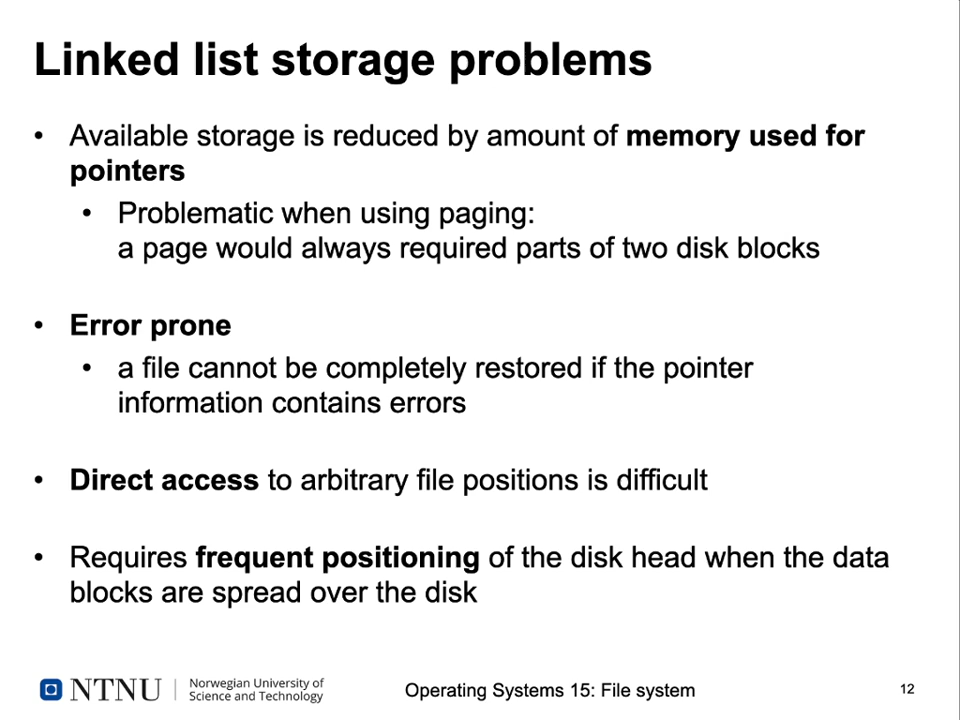 Linked list storage problems
• Available storage is reduced by amount of memory used for
pointers
• Problematic when using paging:
a page would always required parts of two disk blocks
• Error prone
• a file cannot be completely restored if the pointer
information contains errors
• Direct access to arbitrary file positions is difficult
• Requires frequent positioning of the disk head when the data
blocks are spread over the disk
NTNU
Norwegian University of
Science and Technology
Operating Systems 15: File system
12